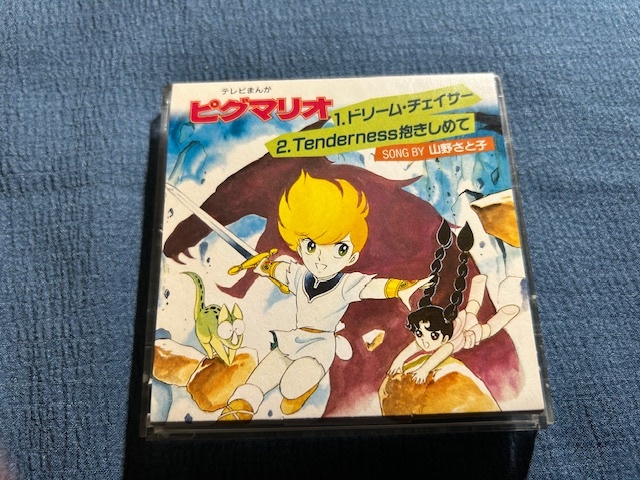 テレビまんが
ピグマリオ
1.ドリーム・チェイサー
2.Tenderness抱きしめて
SONG BY 山野さと子